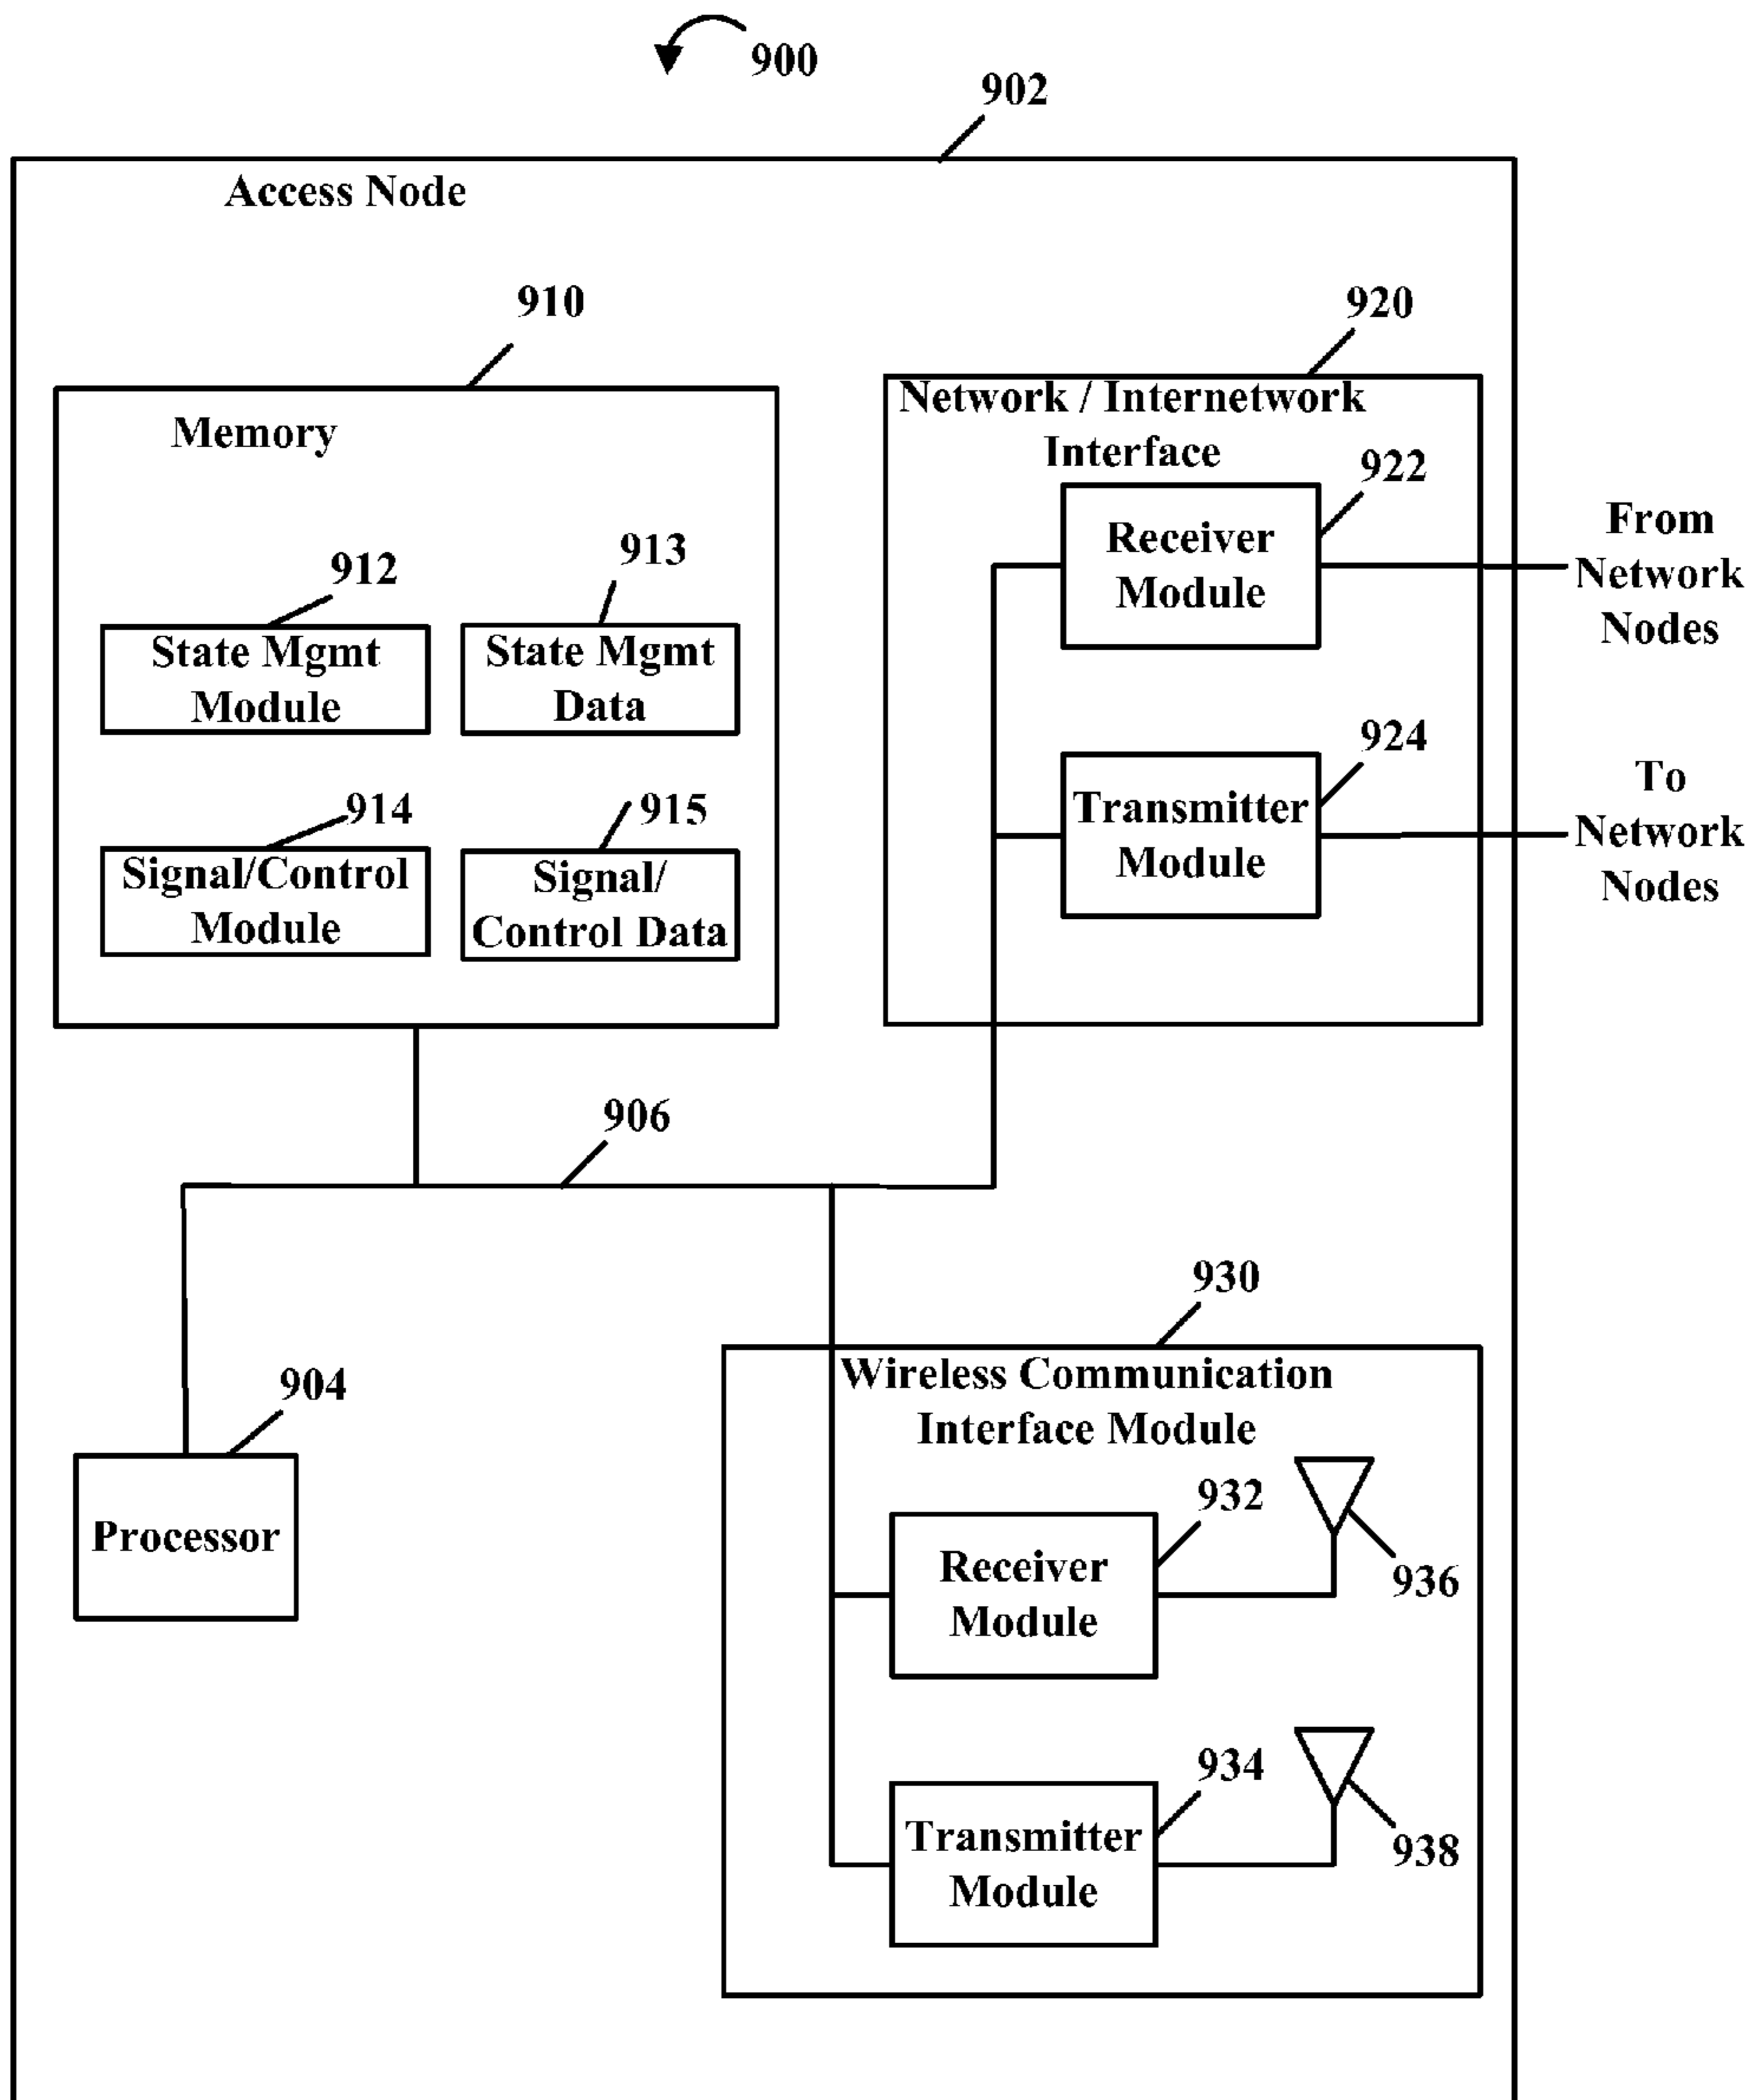 900
902
Access Node
910
Memory
912
State Mgmt
Module
913
State Mgmt
Data
914
Signal/Control
Module
915
Signal/
Control Data
920
Network / Internetwork
Interface
922
Receiver
Module
From
Network
Nodes
924
Transmitter
Module
To
Network
Nodes
906
904
Processor
930
Wireless Communication
Interface Module
932
Receiver
Module
936
934
Transmitter
Module
938